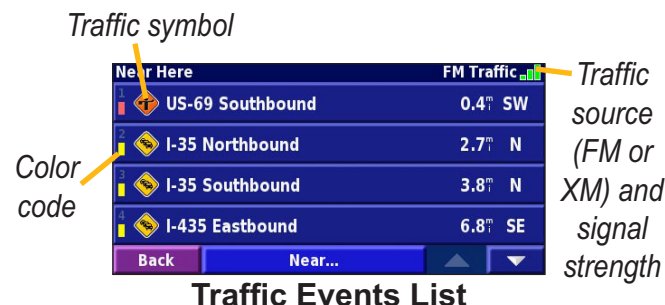 Traffic symbol
Near Here FM Traffic
1 US-69 Southbound 0.4 mi SW
2 I-35 Northbound 2.7 mi N
3 I-35 Southbound 3.8 mi N
4 I-435 Eastbound 6.8 mi SE
Back Near...
Color
code
Traffic
source
(FM or
XM) and
signal
strength
Traffic Events List